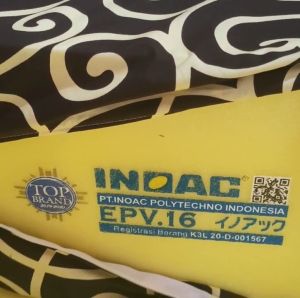 TOP
BRAND
INOAC
PT.INOAC POLYTECHNO INDONESIA
EPV.16 イノアック
Registrasi Barang K3L 20-D-001567